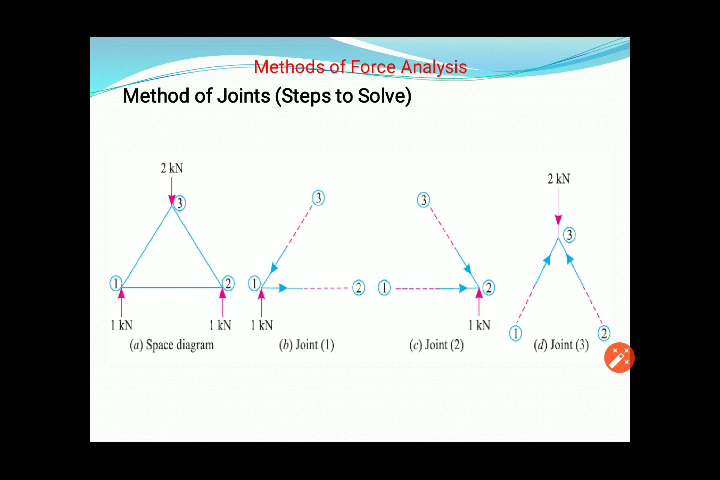 Methods of Force Analysis
Method of Joints (Steps to Solve)
2 kN
3
1
2
1 kN
1 kN
(a) Space diagram
3
1
2
1 kN
(b) Joint (1)
3
1
2
1 kN
(c) Joint (2)
2 kN
3
1
2
(d) Joint (3)